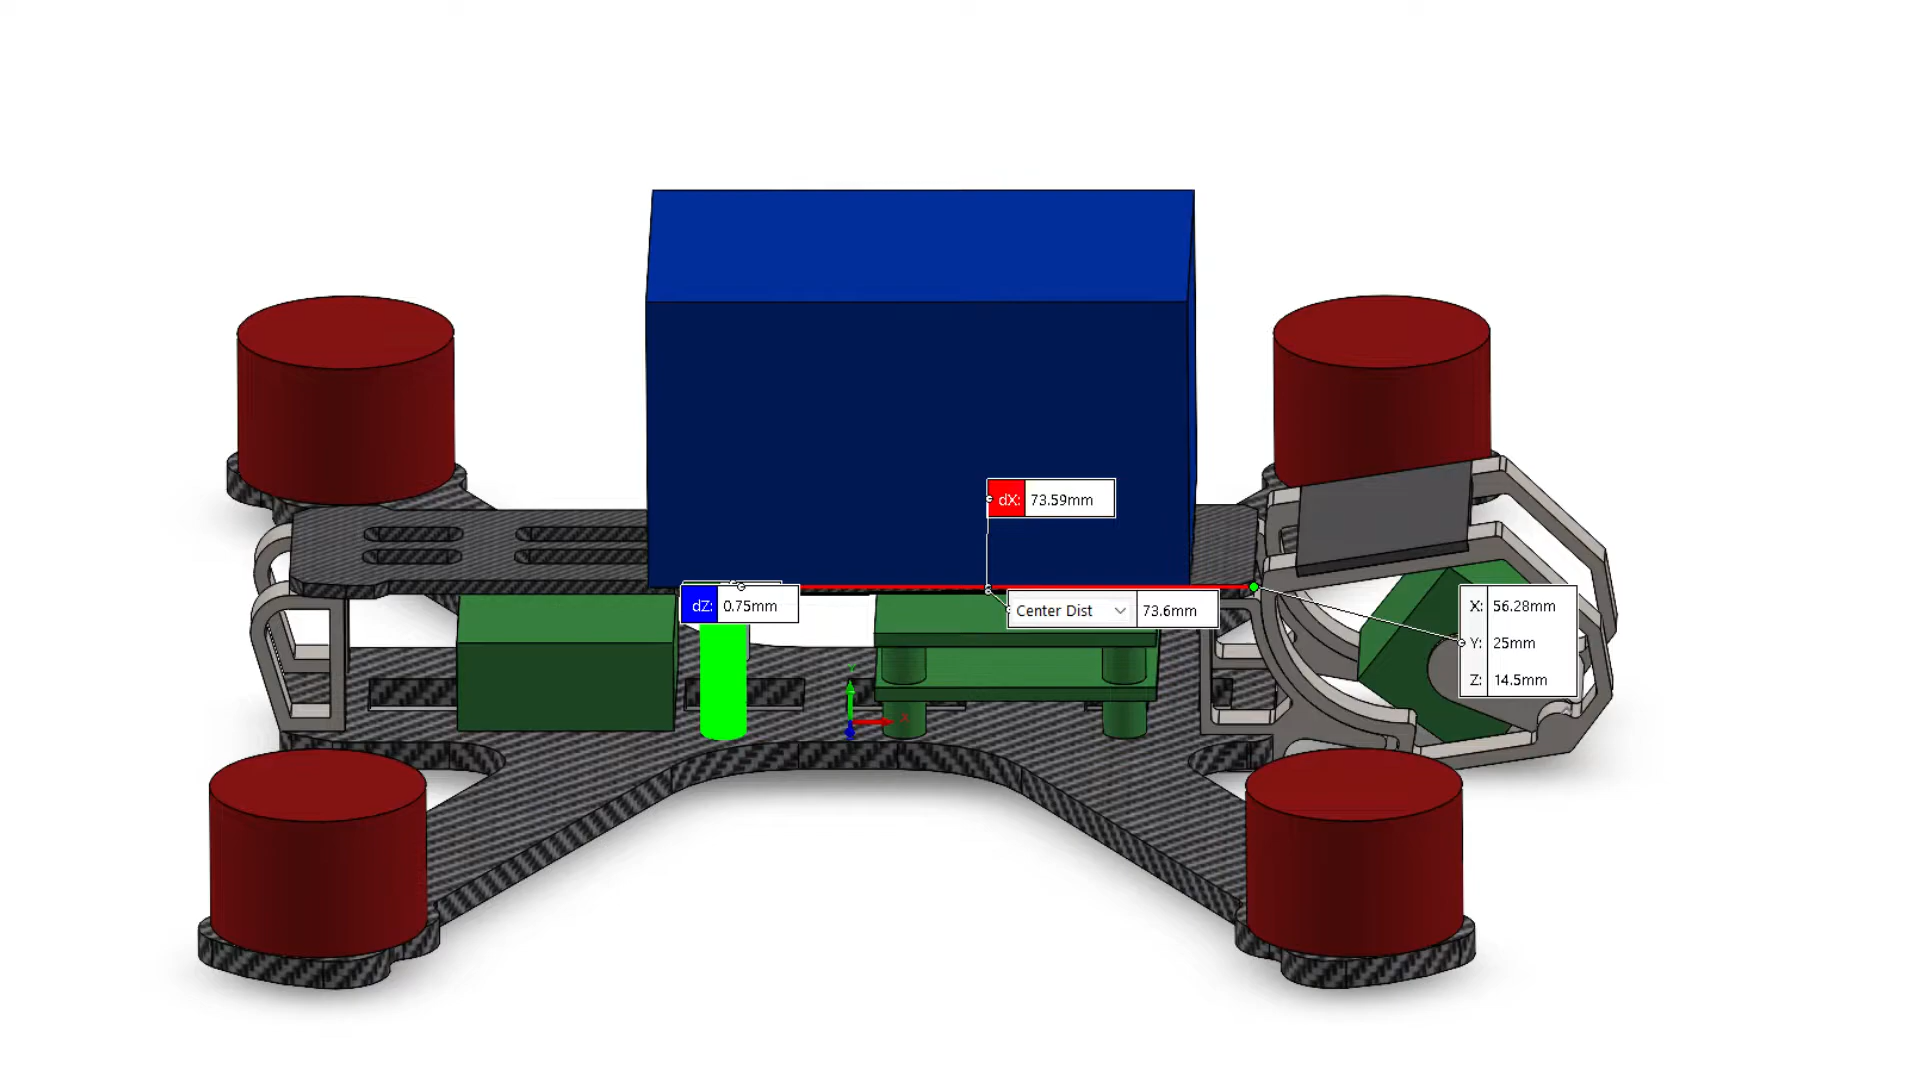 dX: 73.59mm
dZ: 0.75mm
Center Dist 73.6mm
X: 56.28mm
Y: 25mm
Z: 14.5mm
Y
X